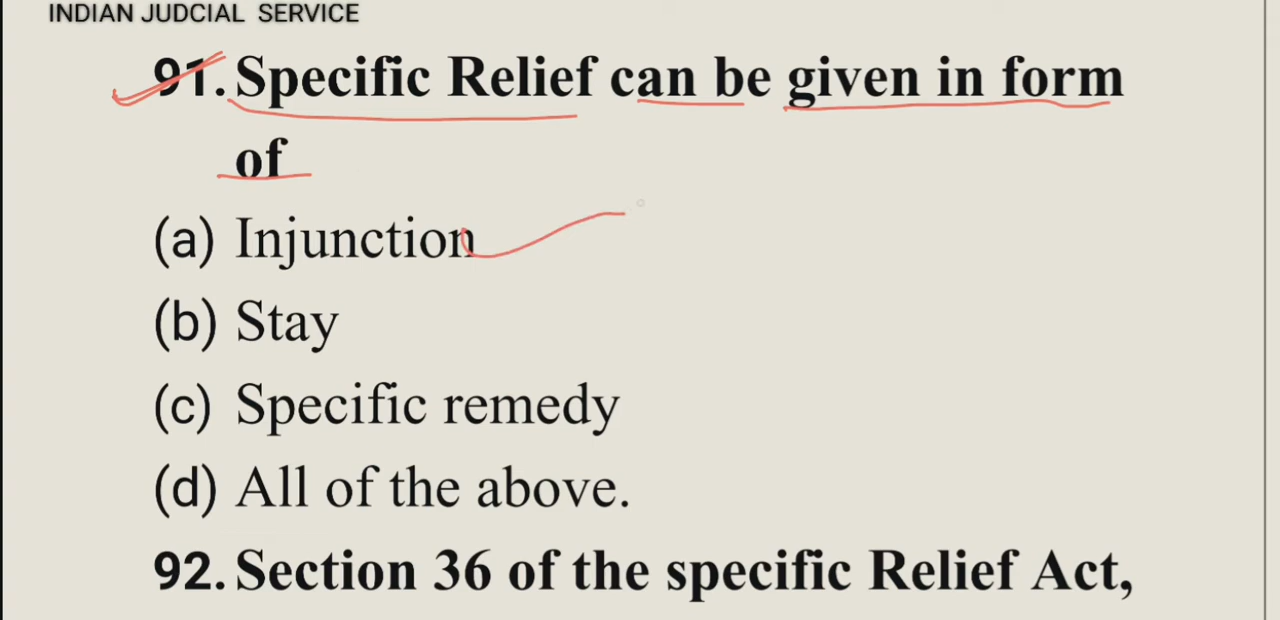 INDIAN JUDCIAL SERVICE
91. Specific Relief can be given in form
of
(a) Injunction
(b) Stay
(c) Specific remedy
(d) All of the above.
92. Section 36 of the specific Relief Act,